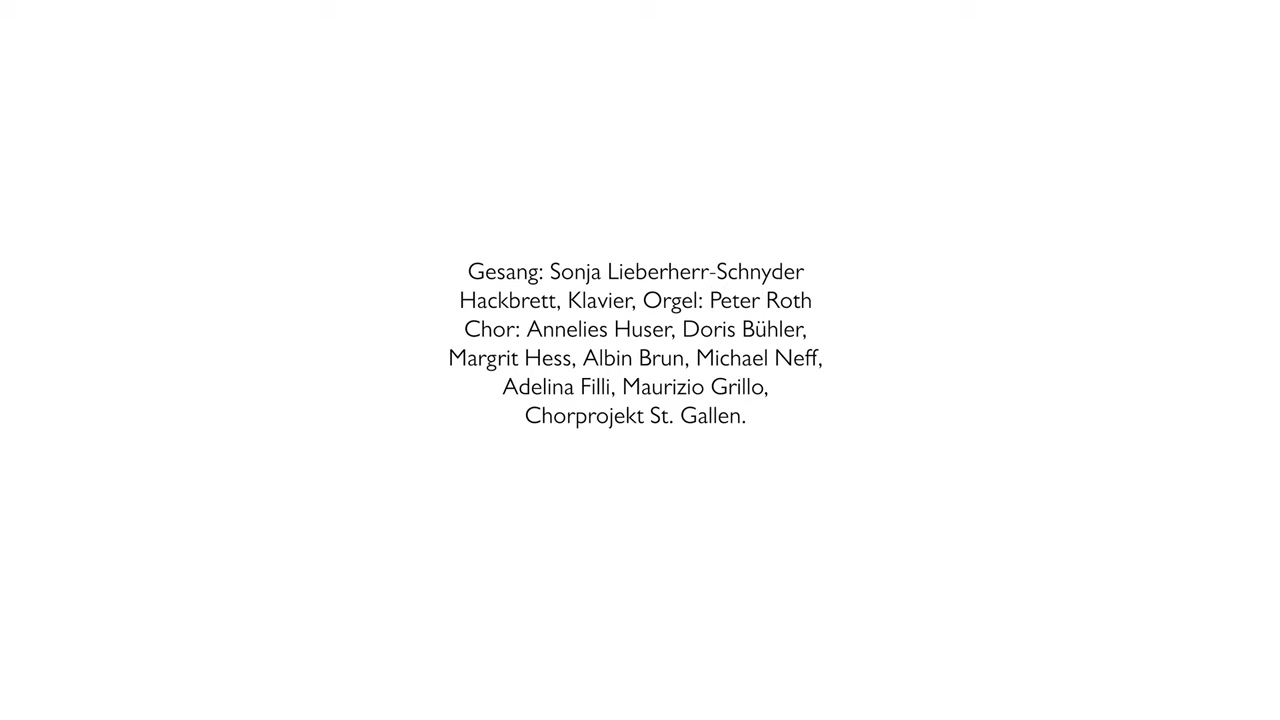 Gesang: Sonja Lieberherr-Schnyder
Hackbrett, Klavier, Orgel: Peter Roth
Chor: Annelies Huser, Doris Bühler,
Margrit Hess, Albin Brun, Michael Neff,
Adelina Filli, Maurizio Grillo,
Chorprojekt St. Gallen.